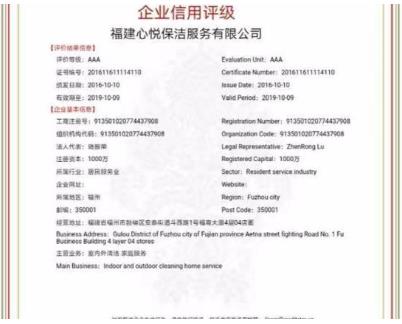 企业信用评级
福建心悦保洁服务有限公司
【评价结果信息】
评价等级：AAA Evaluation Unit：AAA
证书编号：201611611114110 Certificate Number：201611611114110
颁发日期：2016-10-10 Issue Date：2016-10-10
有效期至：2019-10-09 Valid Period：2019-10-09
【企业基本信息】
工商注册号：913501020774437908 Registration Number：913501020774437908
组织机构代码：913501020774437908 Organization Code：913501020774437908
法人代表：陆振荣 Legal Representative：ZhenRong Lu
注册资本：1000万 Registered Capital：1000万
所属行业：居民服务业 Sector：Resident service industry
企业网址： Website：
所属地区：福州 Region：Fuzhou city
邮编：350001 Post Code：350001
经营地址：福建省福州市鼓楼区安泰街道斗西路1号福寿大厦4层04店面
Business Address：Gulou District of Fuzhou city of Fujian province Aetna street fighting Road No. 1 Fu
Business Building 4 layer 04 stores
主营业务：室内外清洁 家庭服务
Main Business：Indoor and outdoor cleaning home service